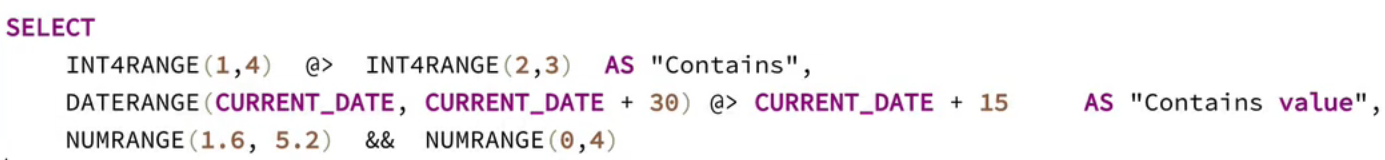 SELECT
INT4RANGE(1,4) @> INT4RANGE(2,3) AS "Contains",
DATERANGE(CURRENT_DATE, CURRENT_DATE + 30) @> CURRENT_DATE + 15 AS "Contains value",
NUMRANGE(1.6, 5.2) && NUMRANGE(0,4)